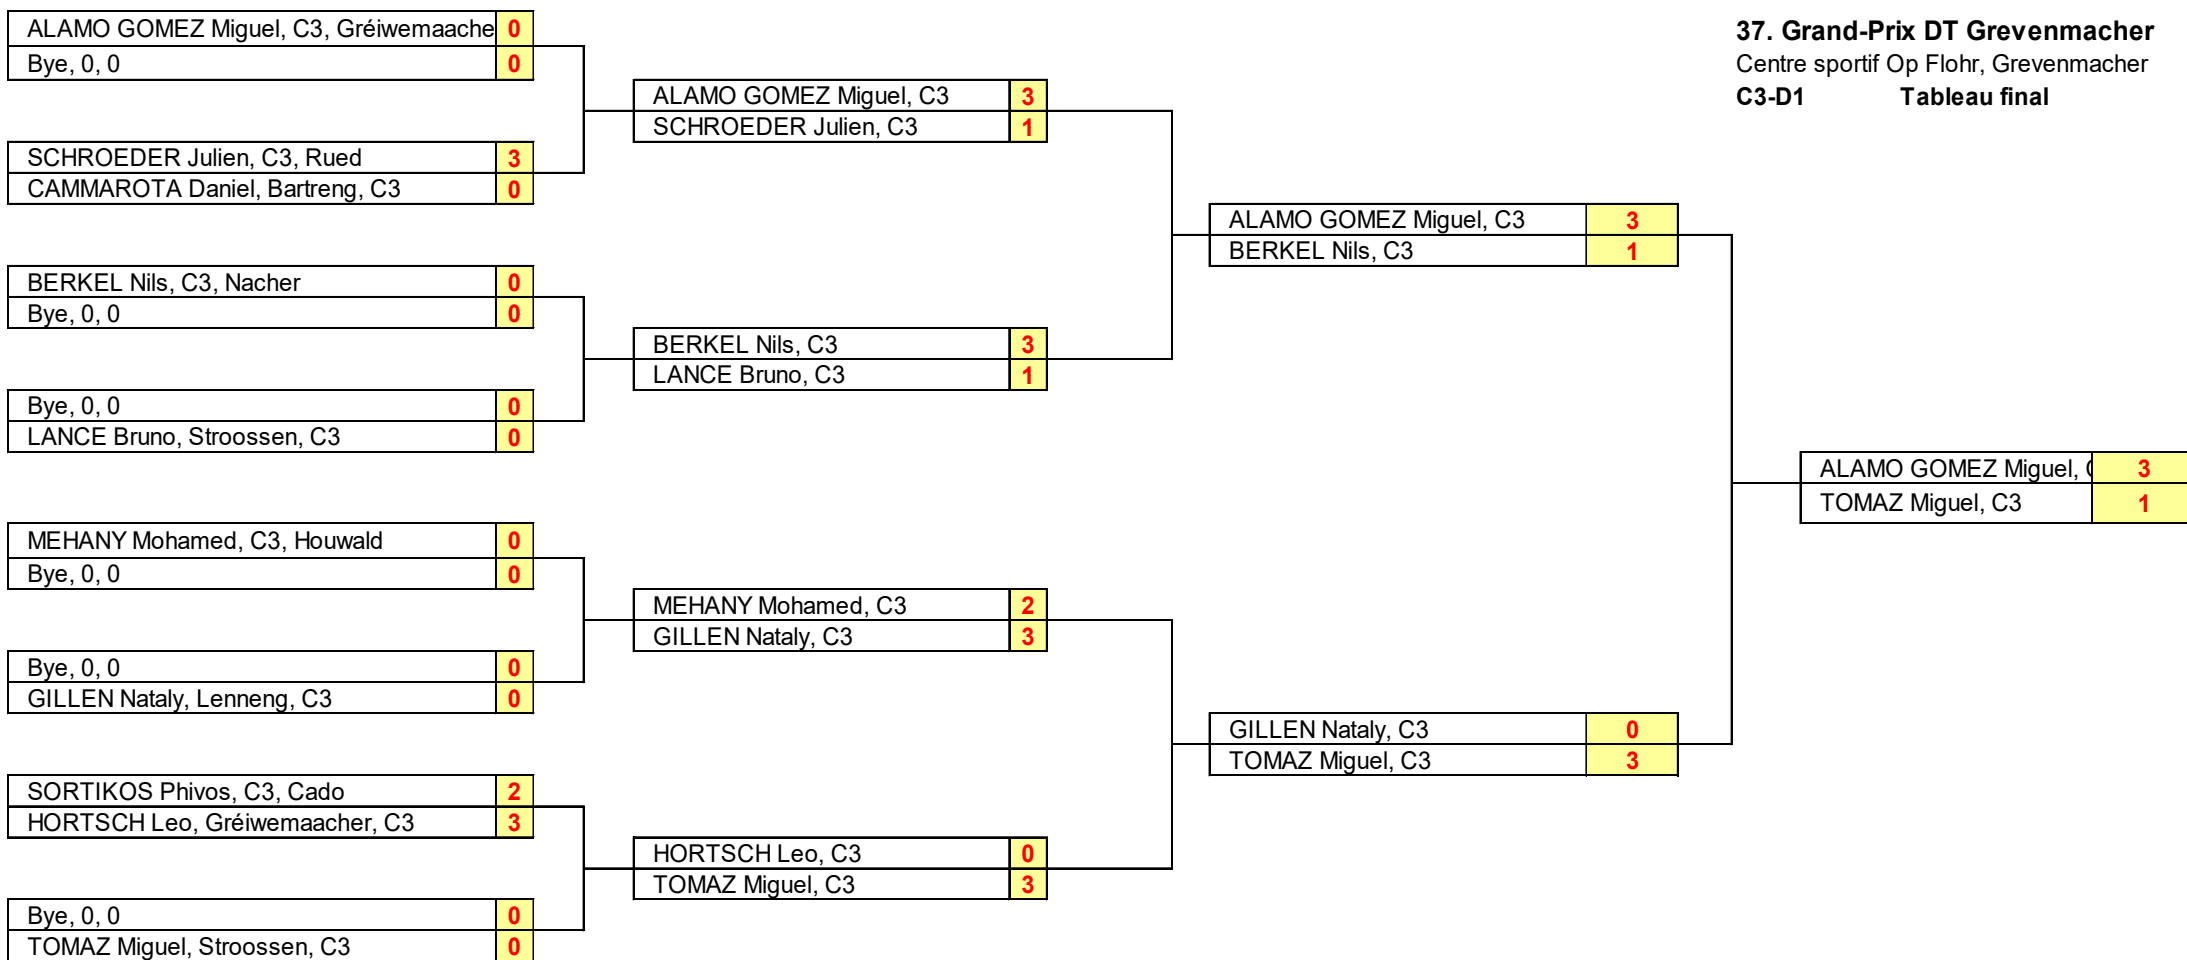 ALAMO GOMEZ Miguel, C3, Gréiwemaache 0
Bye, 0, 0 0
SCHROEDER Julien, C3, Rued 3
CAMMAROTA Daniel, Bartreng, C3 0
BERKEL Nils, C3, Nacher 0
Bye, 0, 0 0
Bye, 0, 0 0
LANCE Bruno, Stroossen, C3 0
MEHANY Mohamed, C3, Houwald 0
Bye, 0, 0 0
Bye, 0, 0 0
GILLEN Nataly, Lenneng, C3 0
SORTIKOS Phivos, C3, Cado 2
HORTSCH Leo, Gréiwemaacher, C3 3
Bye, 0, 0 0
TOMAZ Miguel, Stroossen, C3 0
ALAMO GOMEZ Miguel, C3 3
SCHROEDER Julien, C3 1
BERKEL Nils, C3 3
LANCE Bruno, C3 1
MEHANY Mohamed, C3 2
GILLEN Nataly, C3 3
HORTSCH Leo, C3 0
TOMAZ Miguel, C3 3
ALAMO GOMEZ Miguel, C3 3
BERKEL Nils, C3 1
GILLEN Nataly, C3 0
TOMAZ Miguel, C3 3
37. Grand-Prix DT Grevenmacher
Centre sportif Op Flohr, Grevenmacher
C3-D1 Tableau final
ALAMO GOMEZ Miguel, 3
TOMAZ Miguel, C3 1